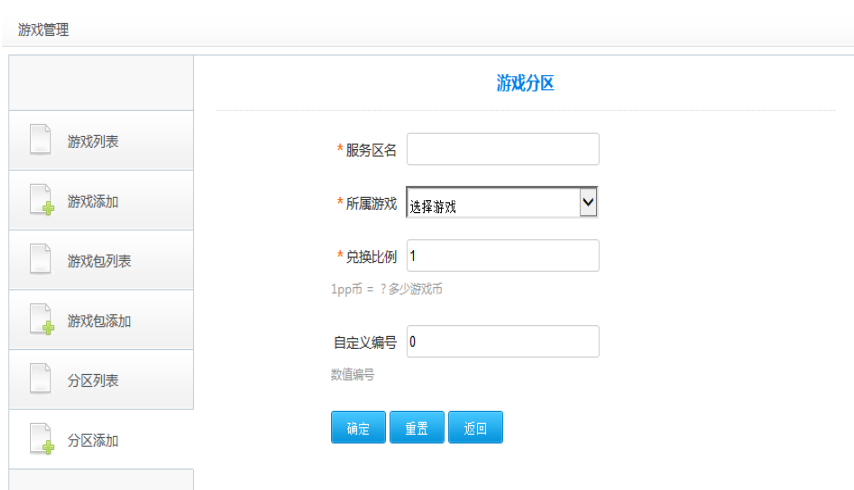 游戏管理
游戏列表
游戏添加
游戏包列表
游戏包添加
分区列表
分区添加
游戏分区
*服务区名
*所属游戏 选择游戏
*兑换比例 1
1pp币 = ? 多少游戏币
自定义编号 0
数值编号
确定 重置 返回